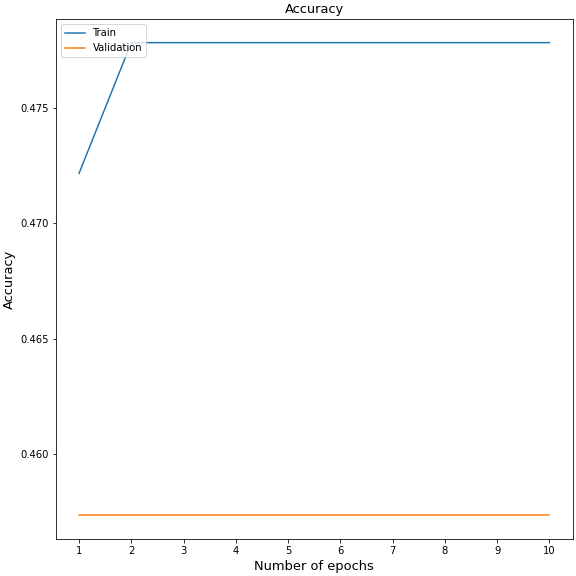 Accuracy
Train
Validation
0.475
0.470
0.465
0.460
Accuracy
1 2 3 4 5 6 7 8 9 10
Number of epochs